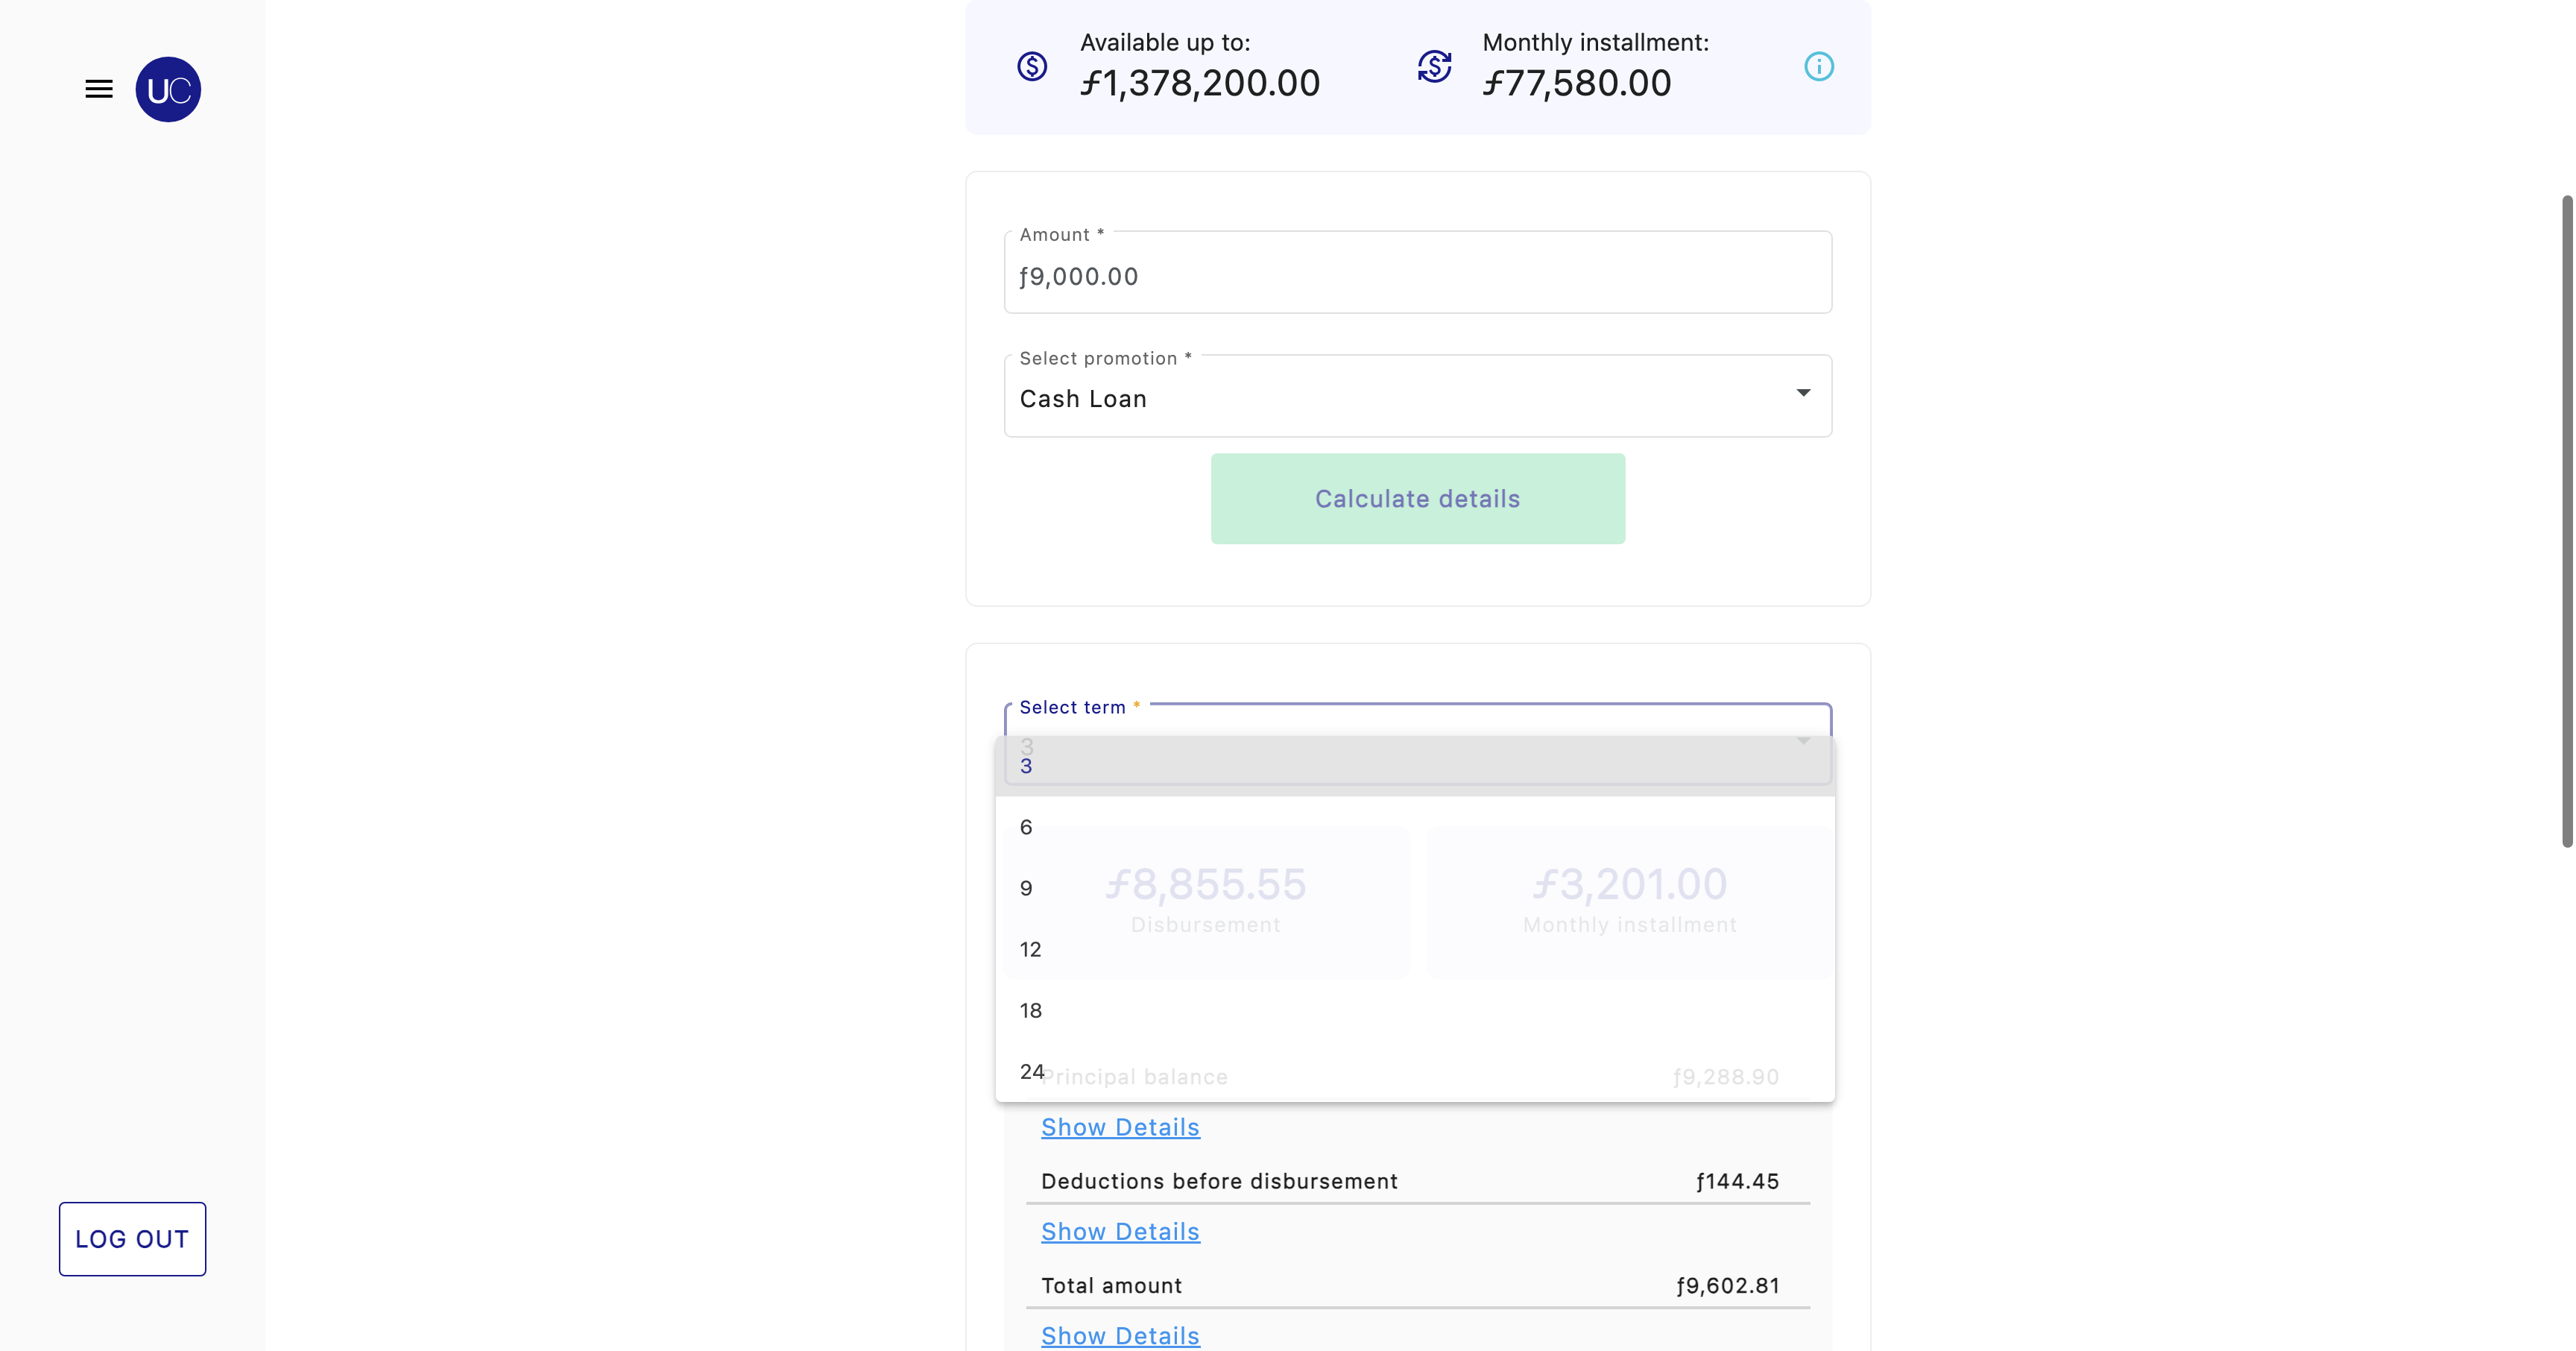 UC
Available up to:
ƒ1,378,200.00
Monthly installment:
ƒ77,580.00
Amount *
ƒ9,000.00
Select promotion *
Cash Loan
Calculate details
Select term *
3
3
6
9
12
18
24
ƒ8,855.55
Disbursement
ƒ3,201.00
Monthly installment
Principal balance ƒ9,288.90
Show Details
Deductions before disbursement ƒ144.45
Show Details
Total amount ƒ9,602.81
Show Details
LOG OUT